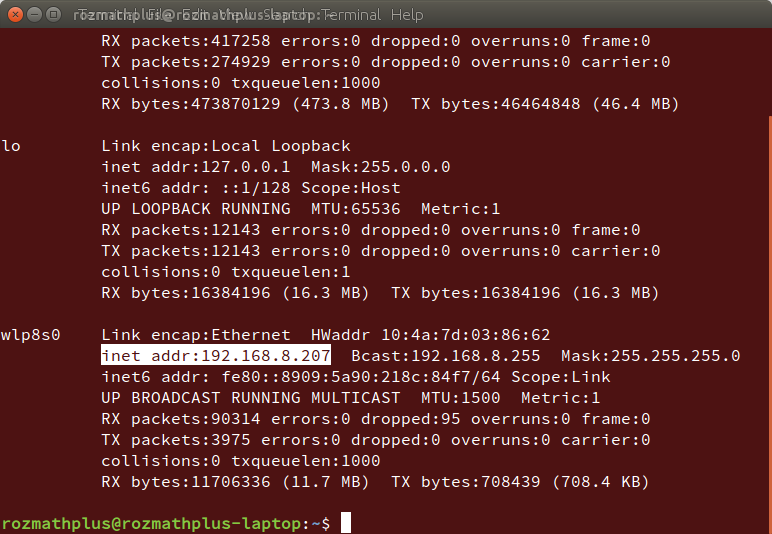 rozmathplus@rozmathplus-laptop: ~
Terminal File Edit View Search Terminal Help
RX packets:417258 errors:0 dropped:0 overruns:0 frame:0
TX packets:274929 errors:0 dropped:0 overruns:0 carrier:0
collisions:0 txqueuelen:1000
RX bytes:473870129 (473.8 MB)  TX bytes:46464848 (46.4 MB)
lo Link encap:Local Loopback
inet addr:127.0.0.1  Mask:255.0.0.0
inet6 addr: ::1/128 Scope:Host
UP LOOPBACK RUNNING  MTU:65536  Metric:1
RX packets:12143 errors:0 dropped:0 overruns:0 frame:0
TX packets:12143 errors:0 dropped:0 overruns:0 carrier:0
collisions:0 txqueuelen:1
RX bytes:16384196 (16.3 MB)  TX bytes:16384196 (16.3 MB)
wlp8s0 Link encap:Ethernet  HWaddr 10:4a:7d:03:86:62
inet addr:192.168.8.207  Bcast:192.168.8.255  Mask:255.255.255.0
inet6 addr: fe80::8909:5a90:218c:84f7/64 Scope:Link
UP BROADCAST RUNNING MULTICAST  MTU:1500  Metric:1
RX packets:90314 errors:0 dropped:95 overruns:0 frame:0
TX packets:3975 errors:0 dropped:0 overruns:0 carrier:0
collisions:0 txqueuelen:1000
RX bytes:11706336 (11.7 MB)  TX bytes:708439 (708.4 KB)
rozmathplus@rozmathplus-laptop:~$